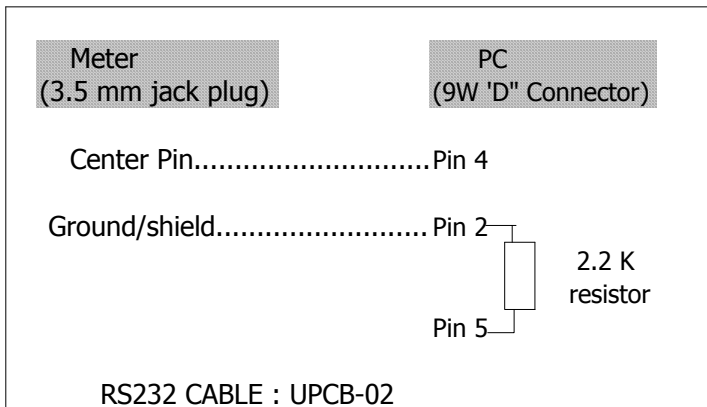 Meter
(3.5 mm jack plug)
PC
(9W 'D" Connector)
Center Pin.............................Pin 4
Ground/shield.......................... Pin 2
2.2 K
resistor
Pin 5
RS232 CABLE : UPCB-02